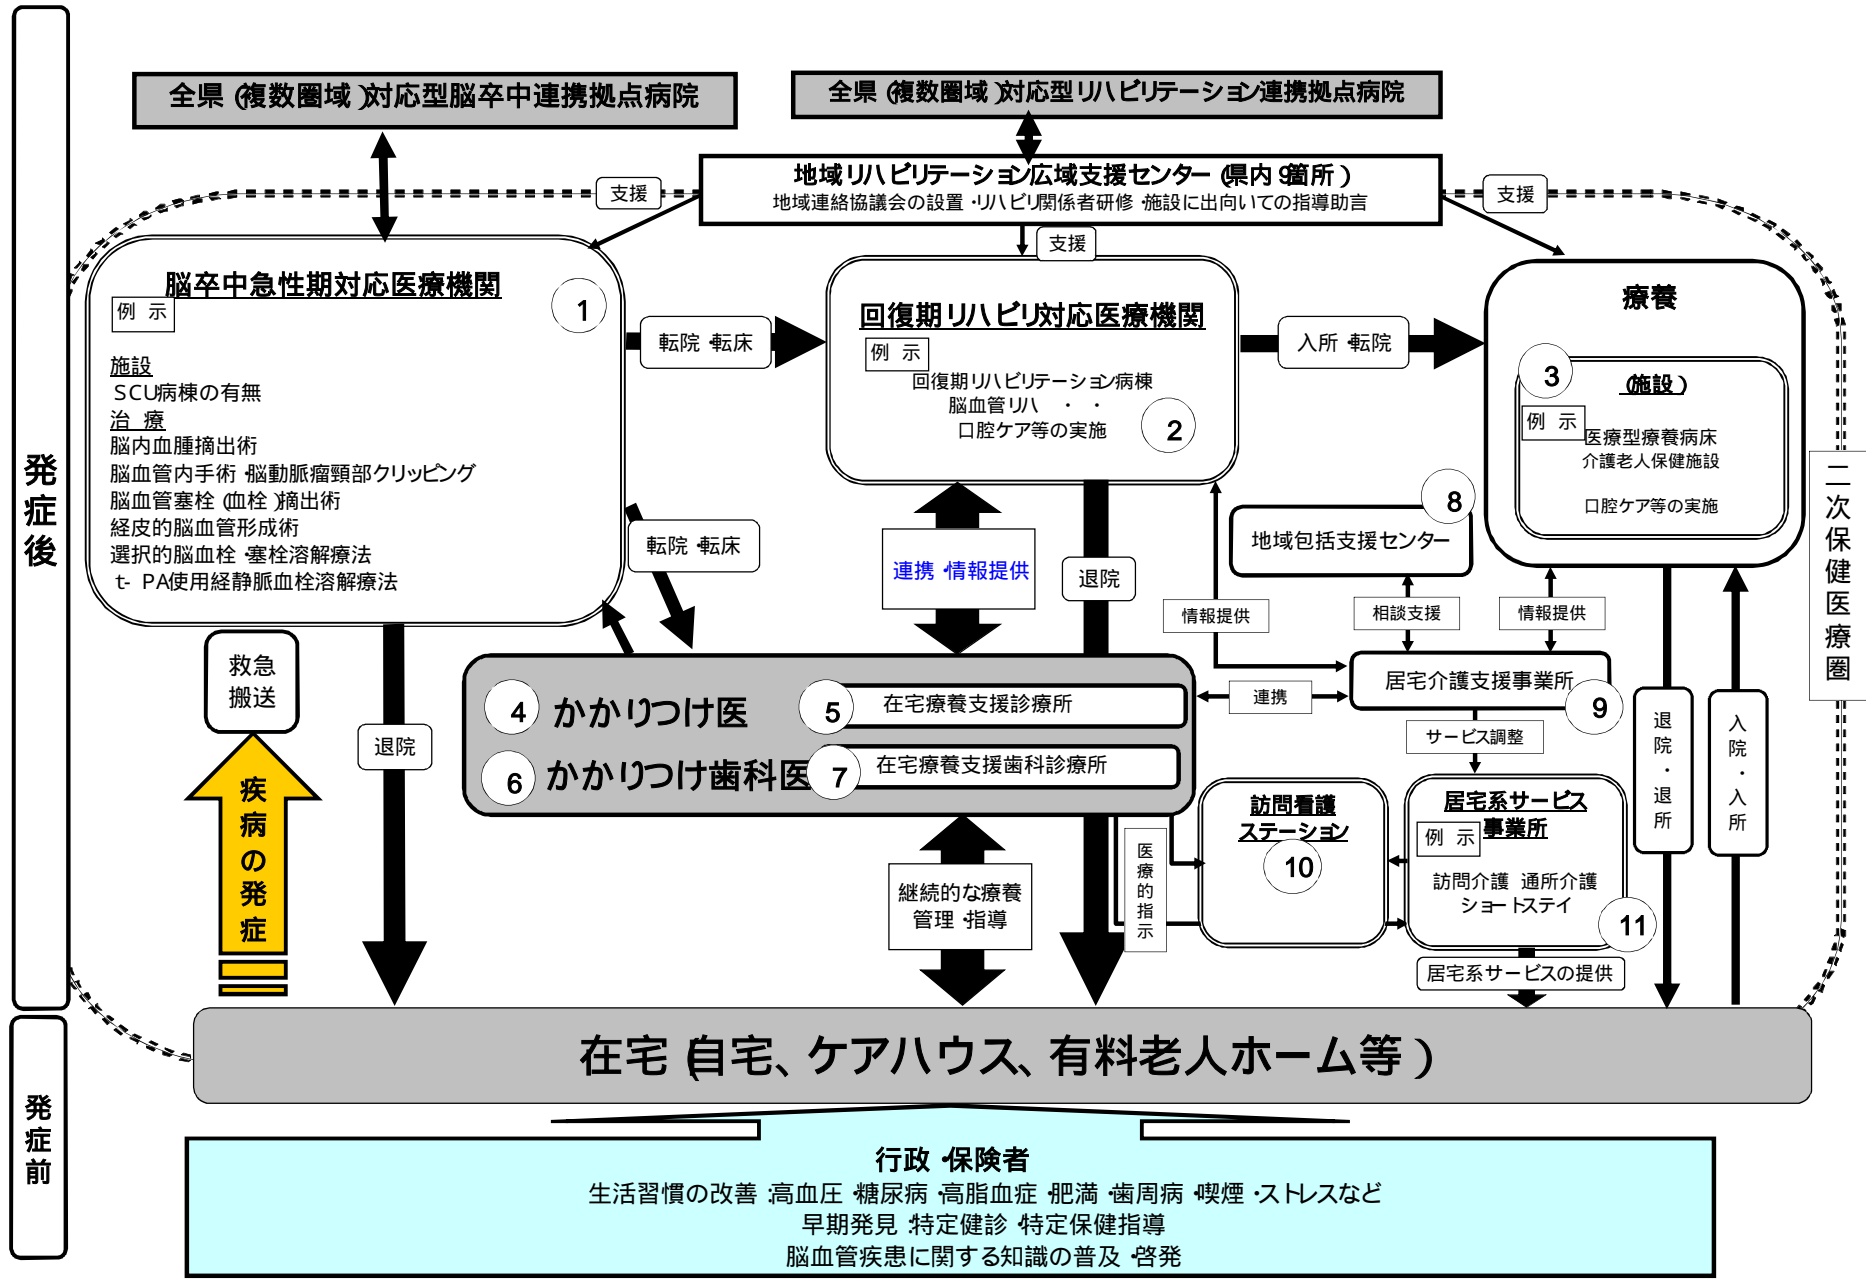 全県(複数圏域)対応型脳卒中連携拠点病院
全県(複数圏域)対応型リハビリテーション連携拠点病院
地域リハビリテーション広域支援センター(県内9箇所)
地域連絡協議会の設置・リハビリ関係者研修・施設に出向いての指導助言
支援
支援
支援
発症後
脳卒中急性期対応医療機関
1
例 示
施設
SCU病棟の有無
治 療
脳内血腫摘出術
脳血管内手術・脳動脈瘤頸部クリッピング
脳血管塞栓(血栓)摘出術
経皮的脳血管形成術
選択的脳血栓・塞栓溶解療法
t-PA使用経静脈血栓溶解療法
転院・転床
回復期リハビリ対応医療機関
例 示
回復期リハビリテーション病棟
脳血管リハ ・ ・
口腔ケア等の実施
2
入所・転院
療養
3
(施設)
例 示
医療型療養病床
介護老人保健施設
口腔ケア等の実施
二次保健医療圏
転院・転床
連携・情報提供
退院
8
地域包括支援センター
情報提供
相談支援
情報提供
救急
搬送
退院
4 かかりつけ医
5 在宅療養支援診療所
6 かかりつけ歯科医
7 在宅療養支援歯科診療所
連携
居宅介護支援事業所
9
サービス調整
退院・退所
入院・入所
疾病の発症
継続的な療養
管理・指導
医療的指示
訪問看護
ステーション
10
居宅系サービス
事業所
例 示
訪問介護 通所介護
ショートステイ
11
居宅系サービスの提供
在宅(自宅、ケアハウス、有料老人ホーム等)
発症前
行政・保険者
生活習慣の改善:高血圧・糖尿病・高脂血症・肥満・歯周病・喫煙・ストレスなど
早期発見:特定健診・特定保健指導
脳血管疾患に関する知識の普及・啓発